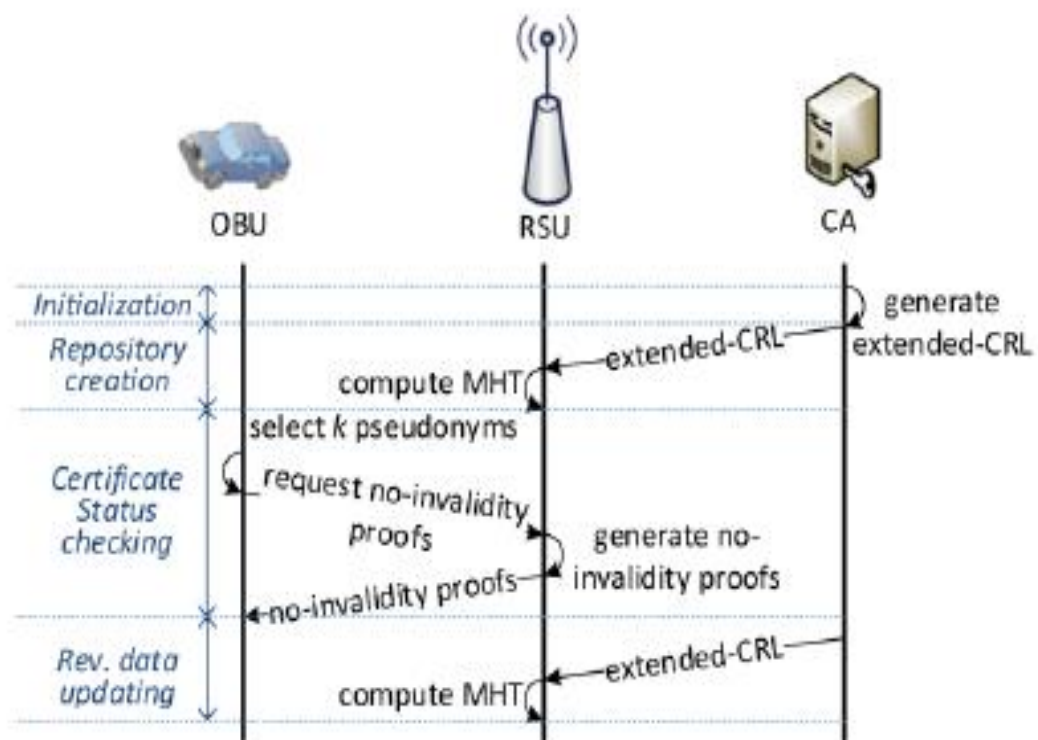 OBU
RSU
CA
Initialization
generate
extended-CRL
Repository
creation
extended-CRL
compute MHT
select k pseudonyms
Certificate
Status
checking
request no-invalidity
proofs
generate no-
invalidity proofs
no-invalidity proofs
Rev. data
updating
extended-CRL
compute MHT